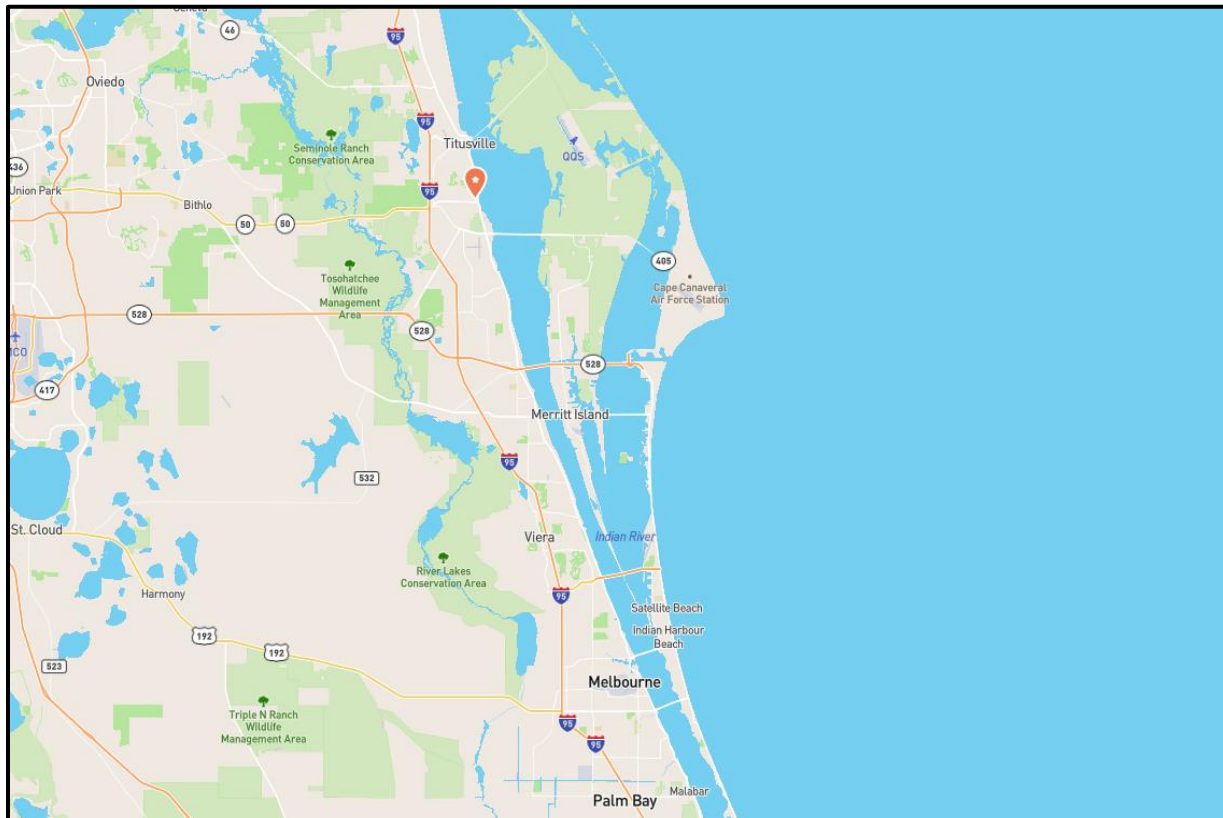 Geneva
46
95
Oviedo
95
Titusville
Seminole Ranch
Conservation Area
QQS
436
Union Park
95
Bithlo
50
50
405
Tosohatchee
Wildlife
Management
Area
Cape Canaveral
Air Force Station
528
528
MCO
528
417
Merritt Island
95
532
St. Cloud
Viera
Indian River
River Lakes
Conservation Area
Harmony
95
Satellite Beach
Indian Harbour
Beach
192
192
523
Melbourne
Triple N Ranch
Wildlife
Management Area
95
95
Malabar
Palm Bay